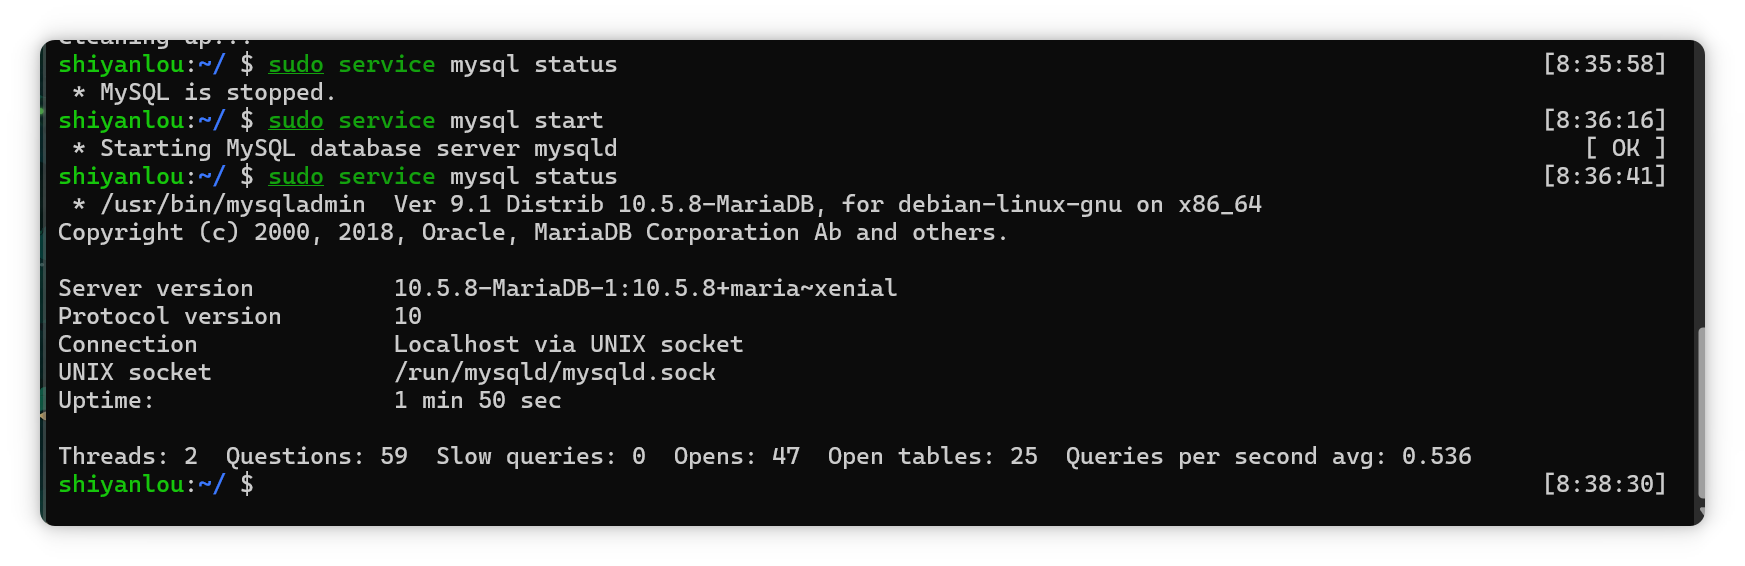 Cleaning up...
shiyanlou:~/ $ sudo service mysql status [8:35:58]
* MySQL is stopped.
shiyanlou:~/ $ sudo service mysql start [8:36:16]
* Starting MySQL database server mysqld [ OK ]
shiyanlou:~/ $ sudo service mysql status [8:36:41]
* /usr/bin/mysqladmin  Ver 9.1 Distrib 10.5.8-MariaDB, for debian-linux-gnu on x86_64
Copyright (c) 2000, 2018, Oracle, MariaDB Corporation Ab and others.
Server version 10.5.8-MariaDB-1:10.5.8+maria~xenial
Protocol version 10
Connection Localhost via UNIX socket
UNIX socket /run/mysqld/mysqld.sock
Uptime: 1 min 50 sec
Threads: 2  Questions: 59  Slow queries: 0  Opens: 47  Open tables: 25  Queries per second avg: 0.536
shiyanlou:~/ $ [8:38:30]